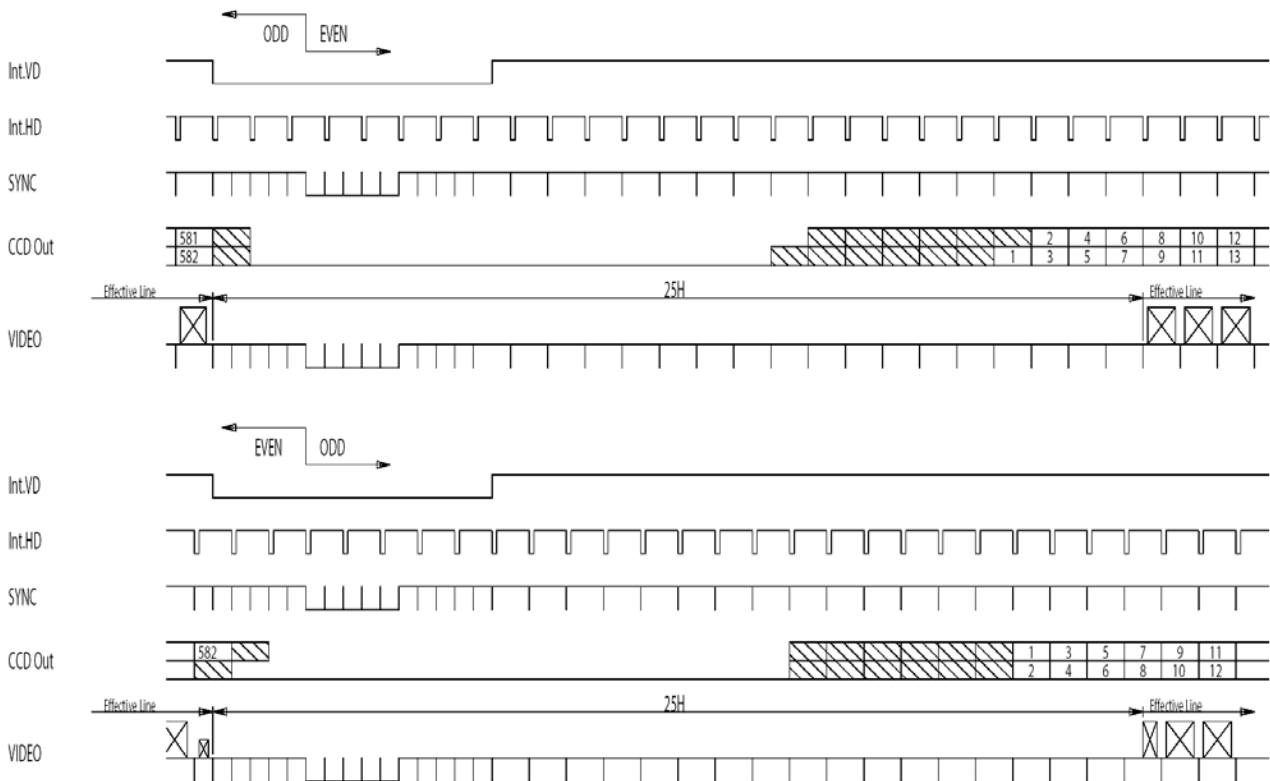 ODD EVEN
Int.VD
Int.HD
SYNC
581 2 4 6 8 10 12
CCD Out
582 1 3 5 7 9 11 13
Effective Line 25H Effective Line
VIDEO
EVEN ODD
Int.VD
Int.HD
SYNC
582 1 3 5 7 9 11
CCD Out
2 4 6 8 10 12
Effective Line 25H Effective Line
VIDEO